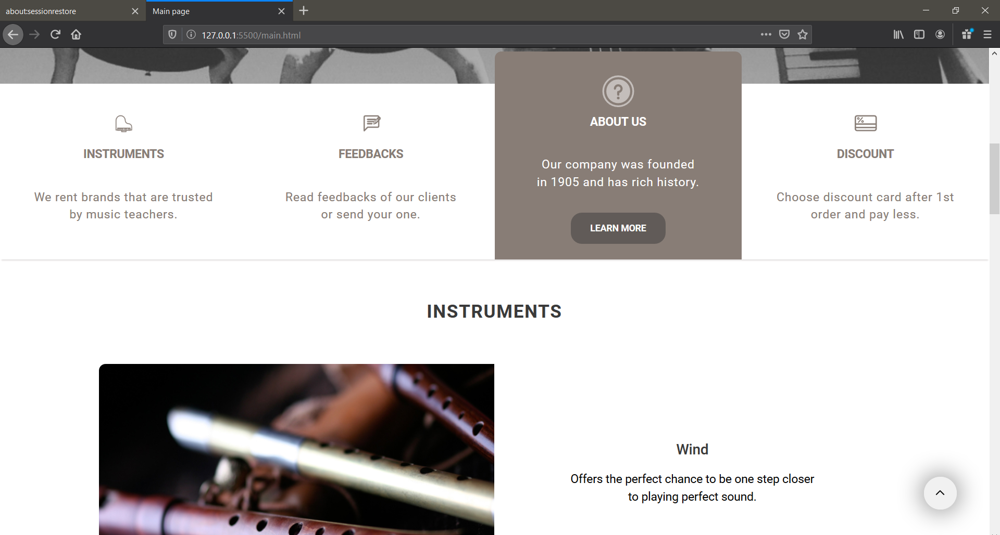 about:sessionrestore
Main page
127.0.0.1:5500/main.html
INSTRUMENTS
We rent brands that are trusted
by music teachers.
FEEDBACKS
Read feedbacks of our clients
or send your one.
?
ABOUT US
Our company was founded
in 1905 and has rich history.
LEARN MORE
%
DISCOUNT
Choose discount card after 1st
order and pay less.
INSTRUMENTS
Wind
Offers the perfect chance to be one step closer
to playing perfect sound.